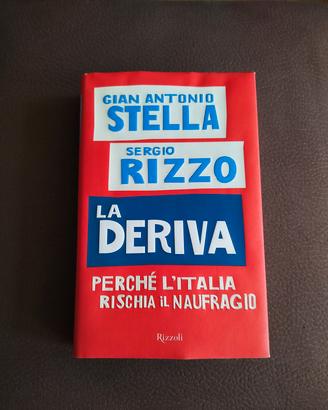 GIAN ANTONIO
STELLA
SERGIO
RIZZO
LA
DERIVA
PERCHÉ L'ITALIA
RISCHIA iL NAUFRAGIO
Rizzoli